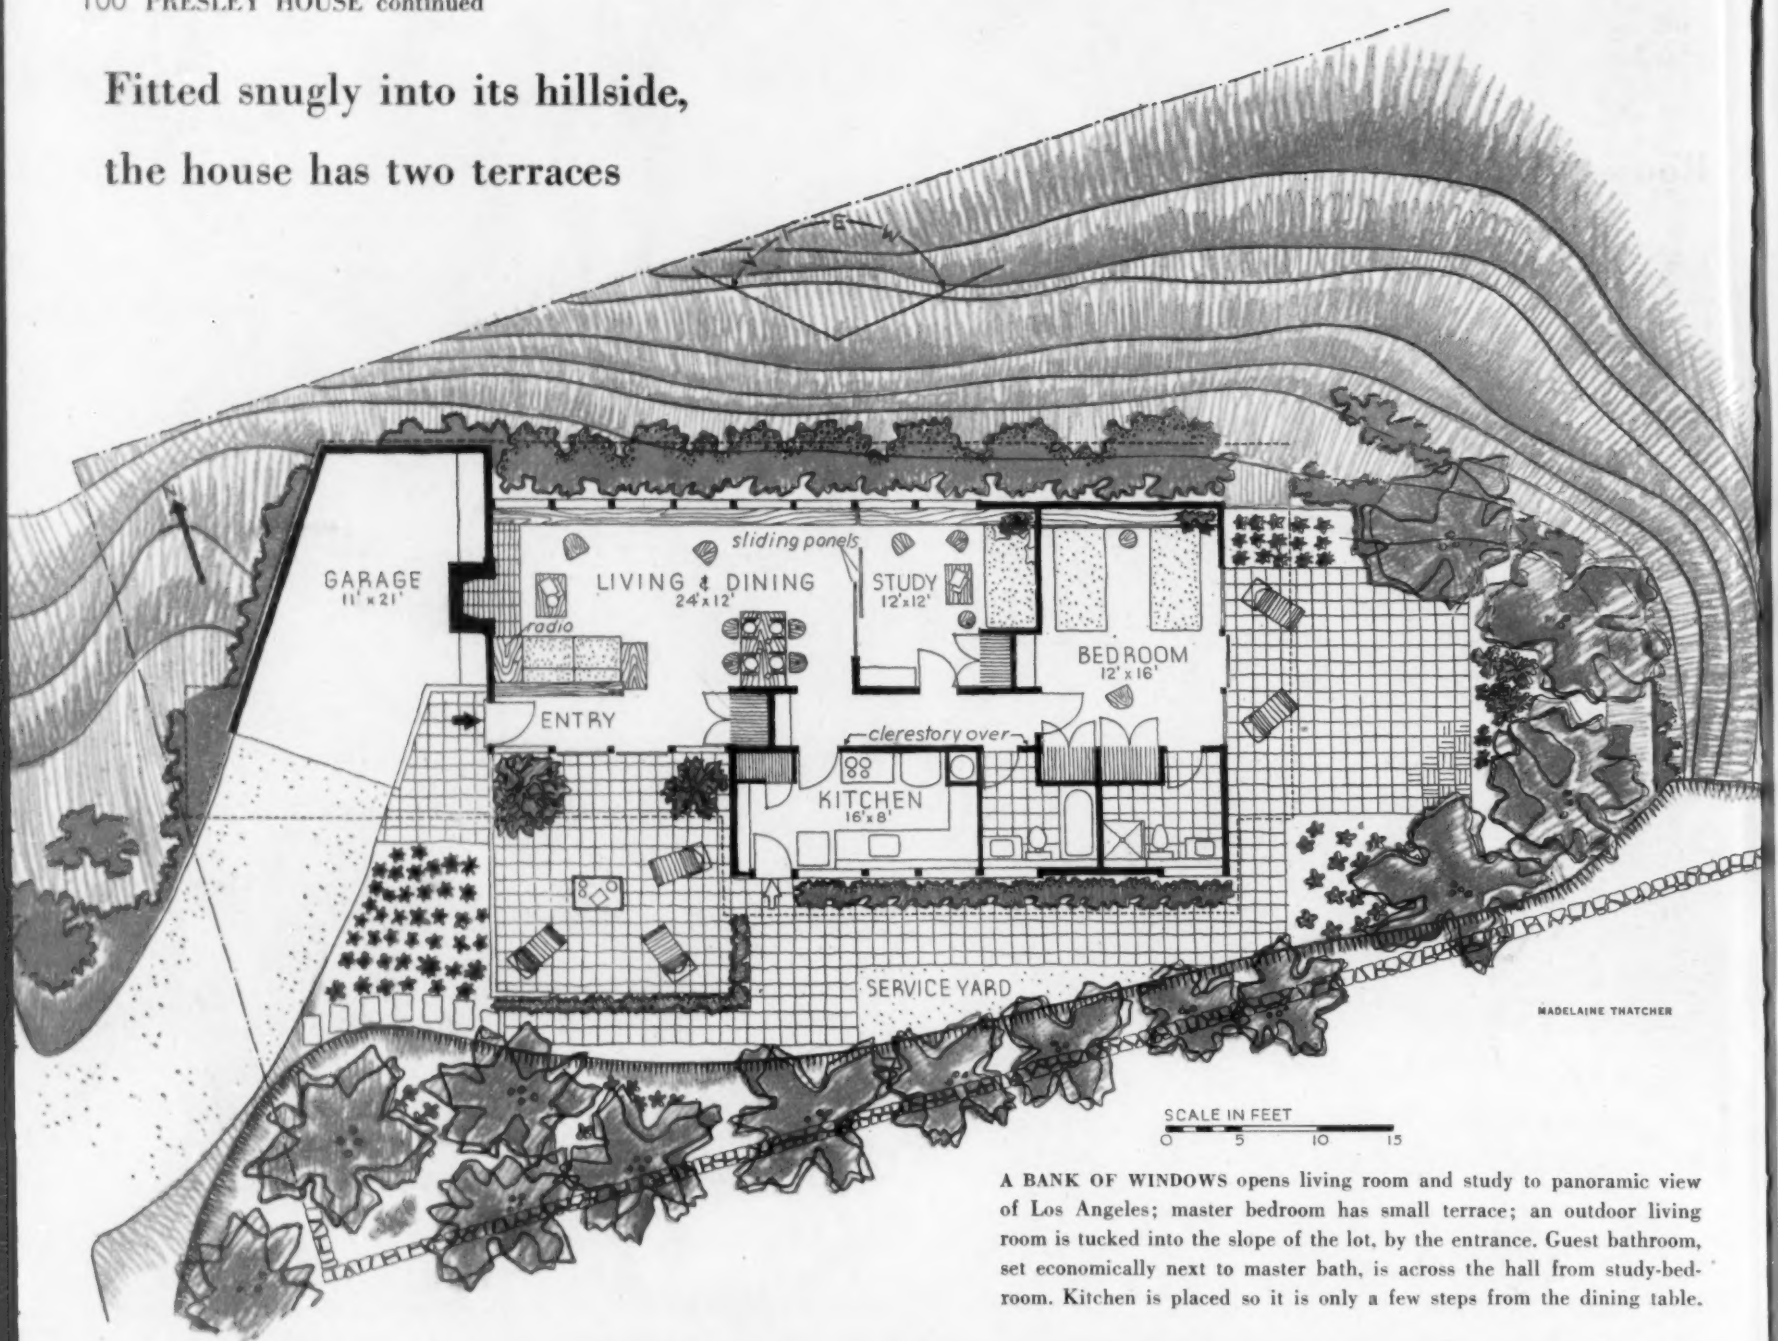 100 PRESLEY HOUSE continued
Fitted snugly into its hillside,
the house has two terraces
VIEW
GARAGE
11' x 21'
sliding panels
LIVING & DINING
24' x 12'
STUDY
12' x 12'
radio
BEDROOM
12' x 16'
ENTRY
clerestory over
KITCHEN
16' x 8'
SERVICE YARD
MADELAINE THATCHER
SCALE IN FEET
0 5 10 15
A BANK OF WINDOWS opens living room and study to panoramic view
of Los Angeles; master bedroom has small terrace; an outdoor living
room is tucked into the slope of the lot, by the entrance. Guest bathroom,
set economically next to master bath, is across the hall from study-bed-
room. Kitchen is placed so it is only a few steps from the dining table.